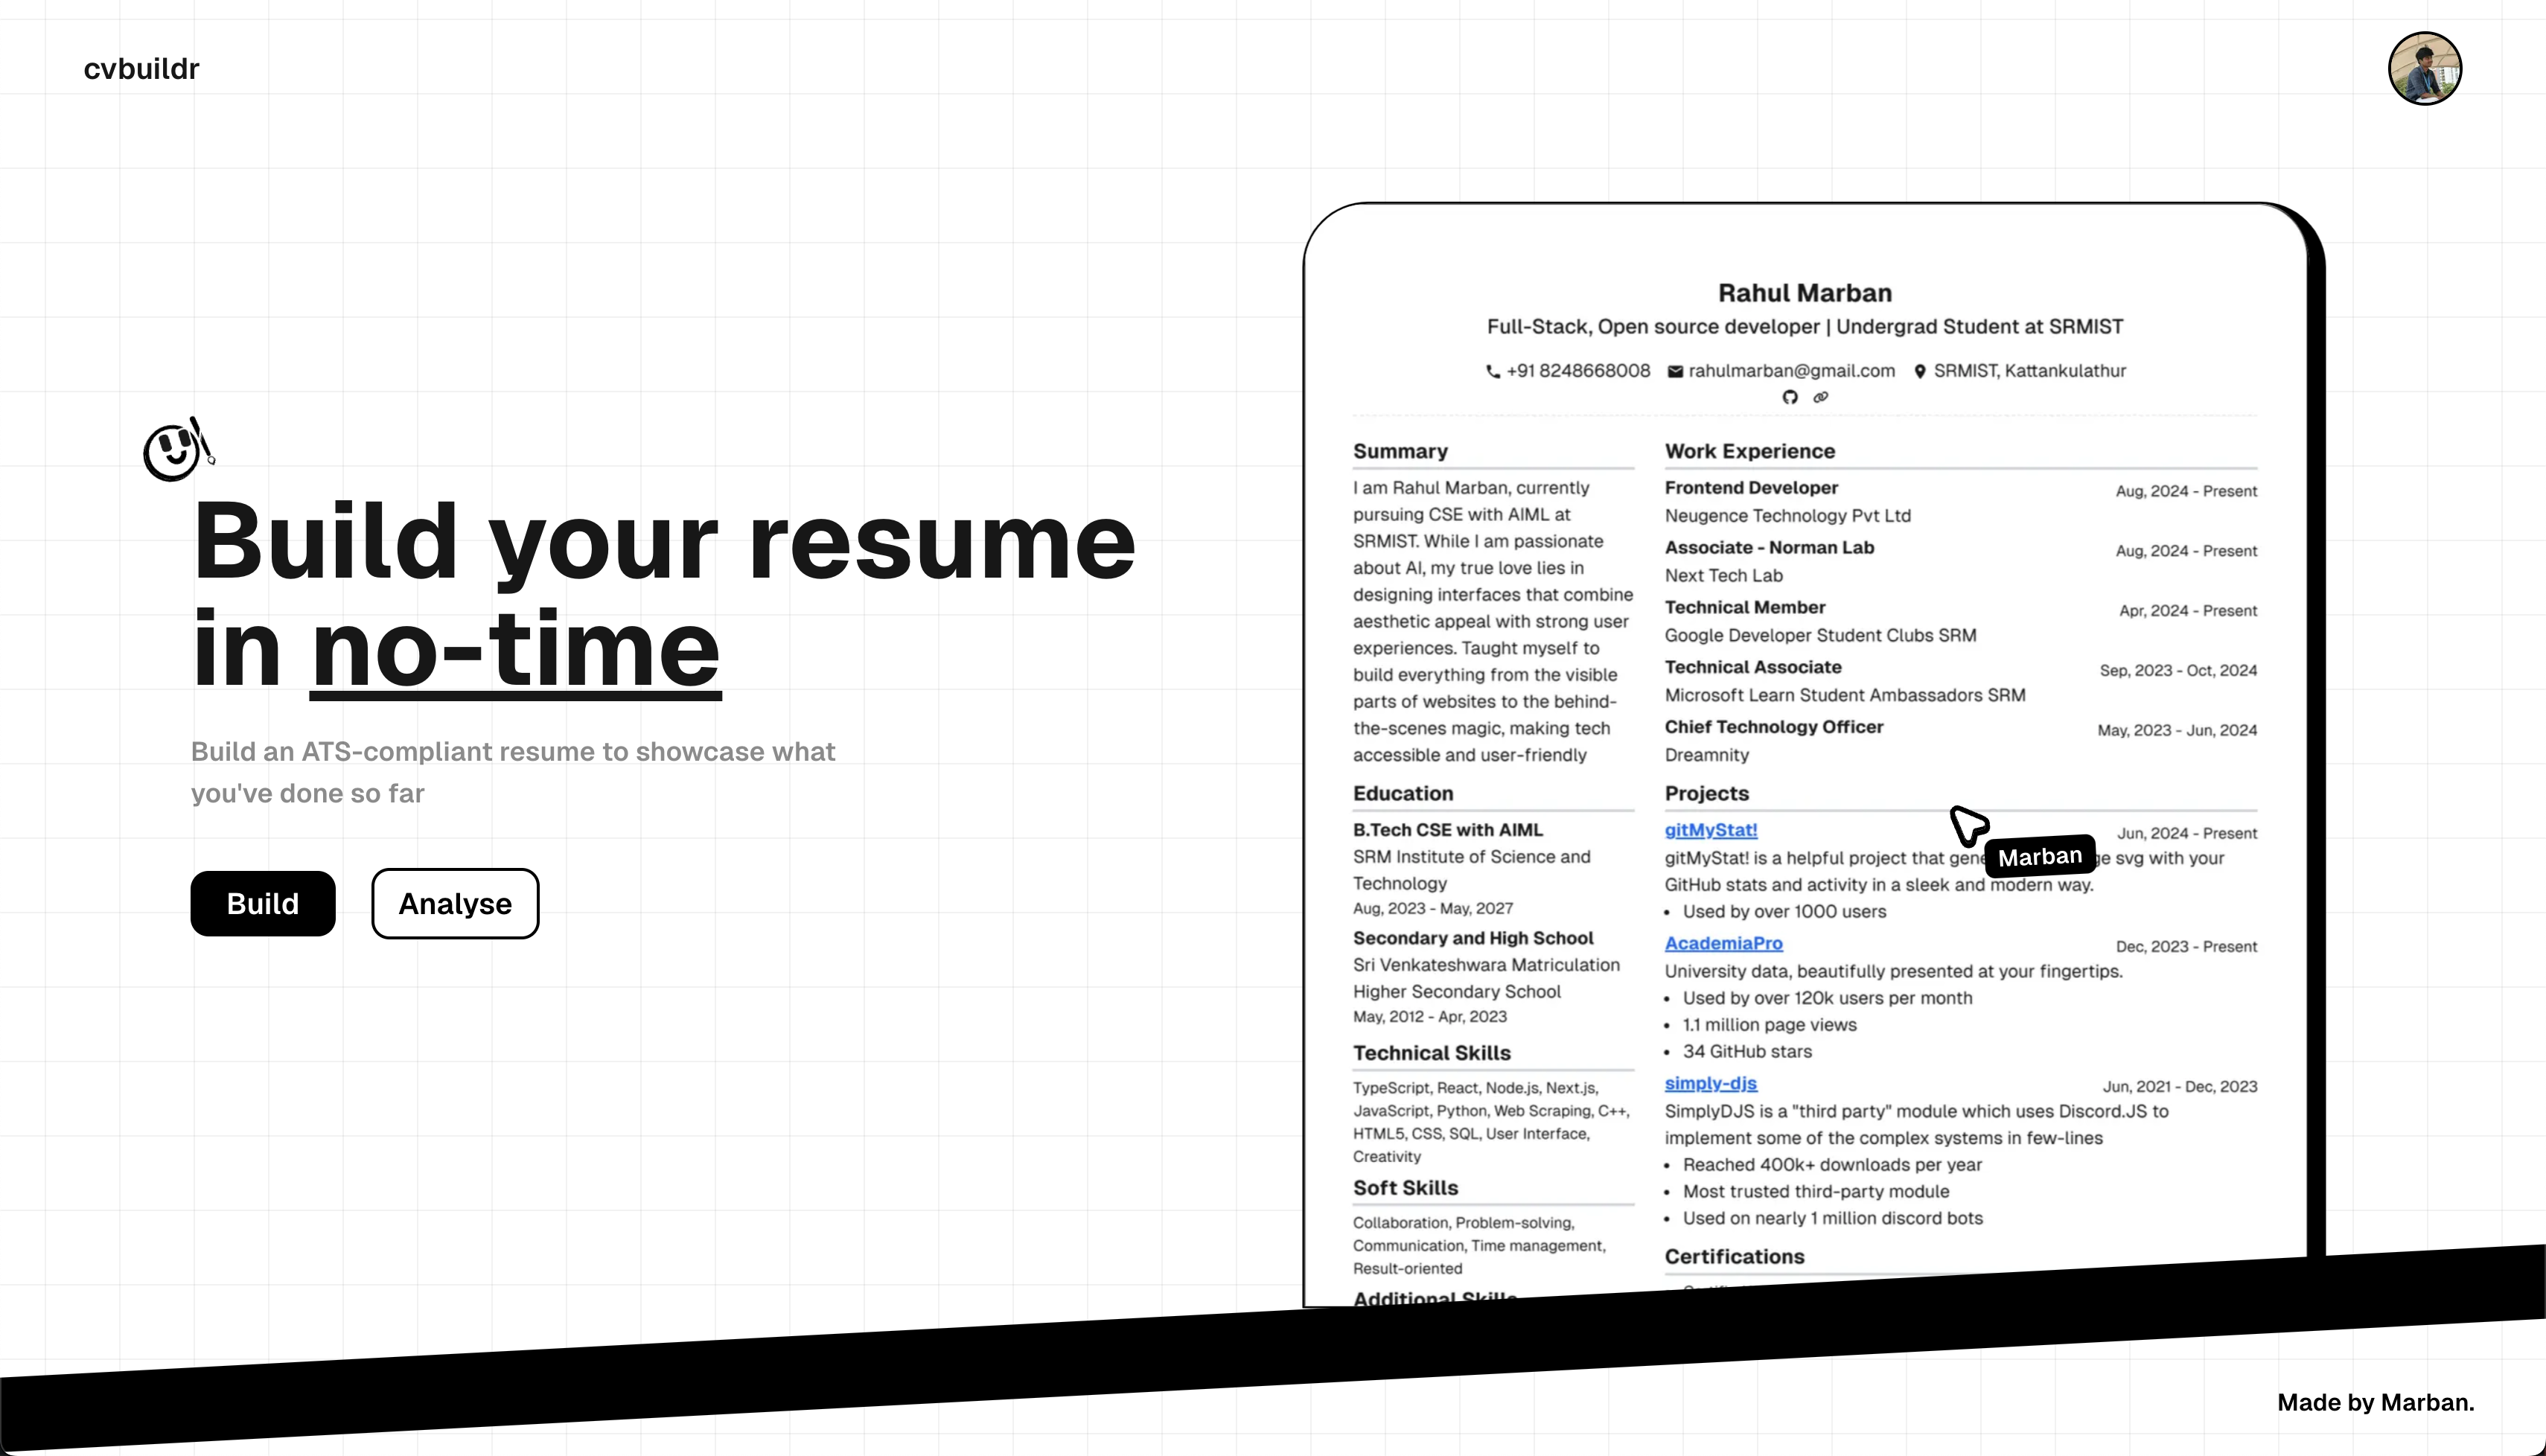 cvbuildr
Build your resume
in no-time
Build an ATS-compliant resume to showcase what
you've done so far
Build
Analyse
Rahul Marban
Full-Stack, Open source developer | Undergrad Student at SRMIST
+91 8248668008 rahulmarban@gmail.com SRMIST, Kattankulathur
Summary
I am Rahul Marban, currently
pursuing CSE with AIML at
SRMIST. While I am passionate
about AI, my true love lies in
designing interfaces that combine
aesthetic appeal with strong user
experiences. Taught myself to
build everything from the visible
parts of websites to the behind-
the-scenes magic, making tech
accessible and user-friendly
Education
B.Tech CSE with AIML
SRM Institute of Science and
Technology
Aug, 2023 - May, 2027
Secondary and High School
Sri Venkateshwara Matriculation
Higher Secondary School
May, 2012 - Apr, 2023
Technical Skills
TypeScript, React, Node.js, Next.js,
JavaScript, Python, Web Scraping, C++,
HTML5, CSS, SQL, User Interface,
Creativity
Soft Skills
Collaboration, Problem-solving,
Communication, Time management,
Result-oriented
Additional Skills
Work Experience
Frontend Developer Aug, 2024 - Present
Neugence Technology Pvt Ltd
Associate - Norman Lab Aug, 2024 - Present
Next Tech Lab
Technical Member Apr, 2024 - Present
Google Developer Student Clubs SRM
Technical Associate Sep, 2023 - Oct, 2024
Microsoft Learn Student Ambassadors SRM
Chief Technology Officer May, 2023 - Jun, 2024
Dreamnity
Projects
gitMyStat! Jun, 2024 - Present
gitMyStat! is a helpful project that svg with your
Marban
GitHub stats and activity in a sleek and modern way.
• Used by over 1000 users
AcademiaPro Dec, 2023 - Present
University data, beautifully presented at your fingertips.
• Used by over 120k users per month
• 1.1 million page views
• 34 GitHub stars
simply-djs Jun, 2021 - Dec, 2023
SimplyDJS is a "third party" module which uses Discord.JS to
implement some of the complex systems in few-lines
• Reached 400k+ downloads per year
• Most trusted third-party module
• Used on nearly 1 million discord bots
Certifications
Made by Marban.